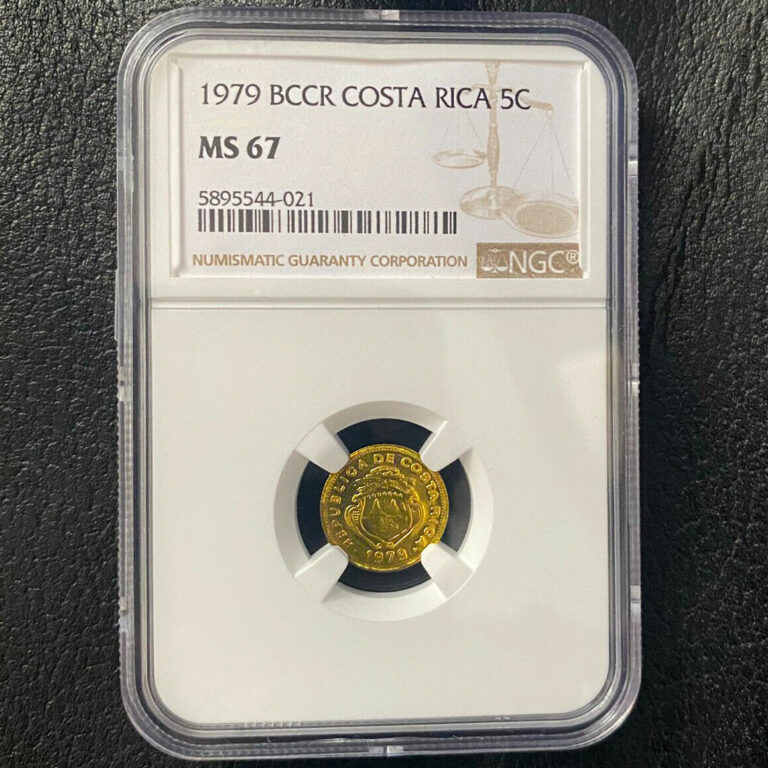 1979 BCCR COSTA RICA 5C
MS 67
5895544-021
NUMISMATIC GUARANTY CORPORATION
NGC®
REPUBLICA DE COSTA RICA
1979